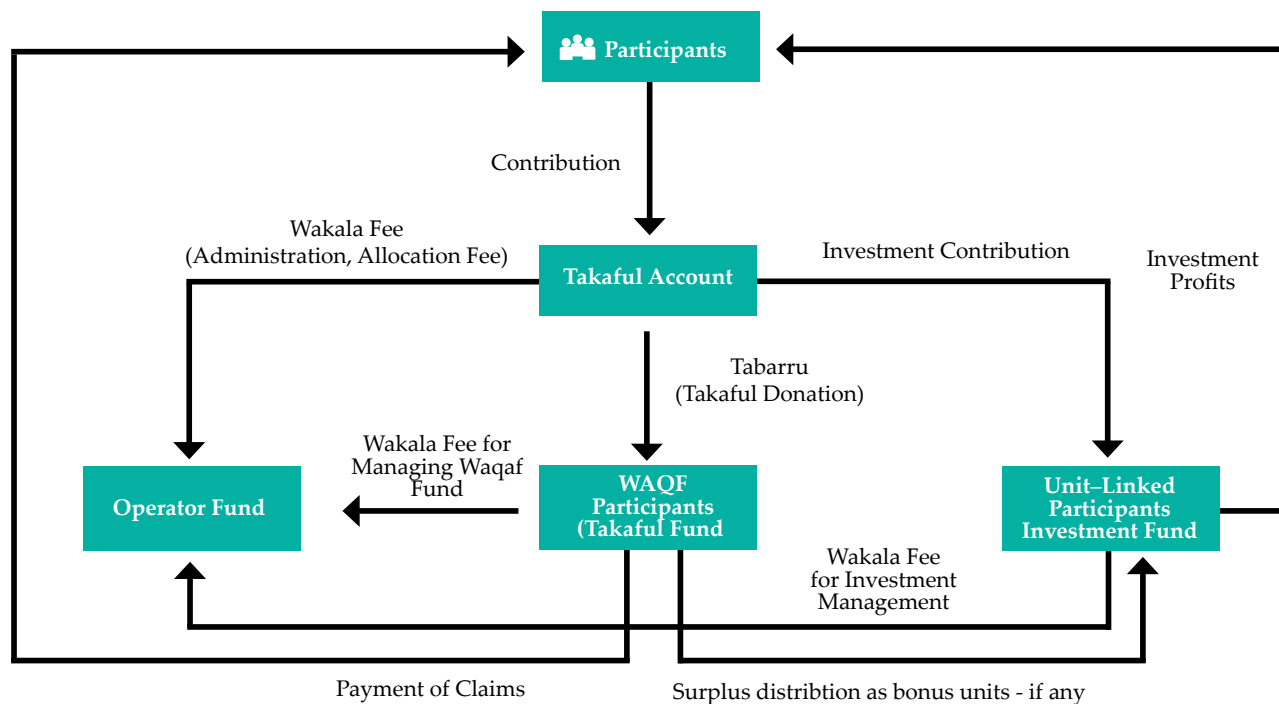 Participants
Contribution
Wakala Fee
(Administration, Allocation Fee)
Takaful Account
Investment Contribution
Investment
Profits
Tabarru
(Takaful Donation)
Wakala Fee for
Managing Waqaf
Fund
Operator Fund
WAQF
Participants
(Takaful Fund
Unit–Linked
Participants
Investment Fund
Wakala Fee
for Investment
Management
Payment of Claims
Surplus distribtion as bonus units - if any